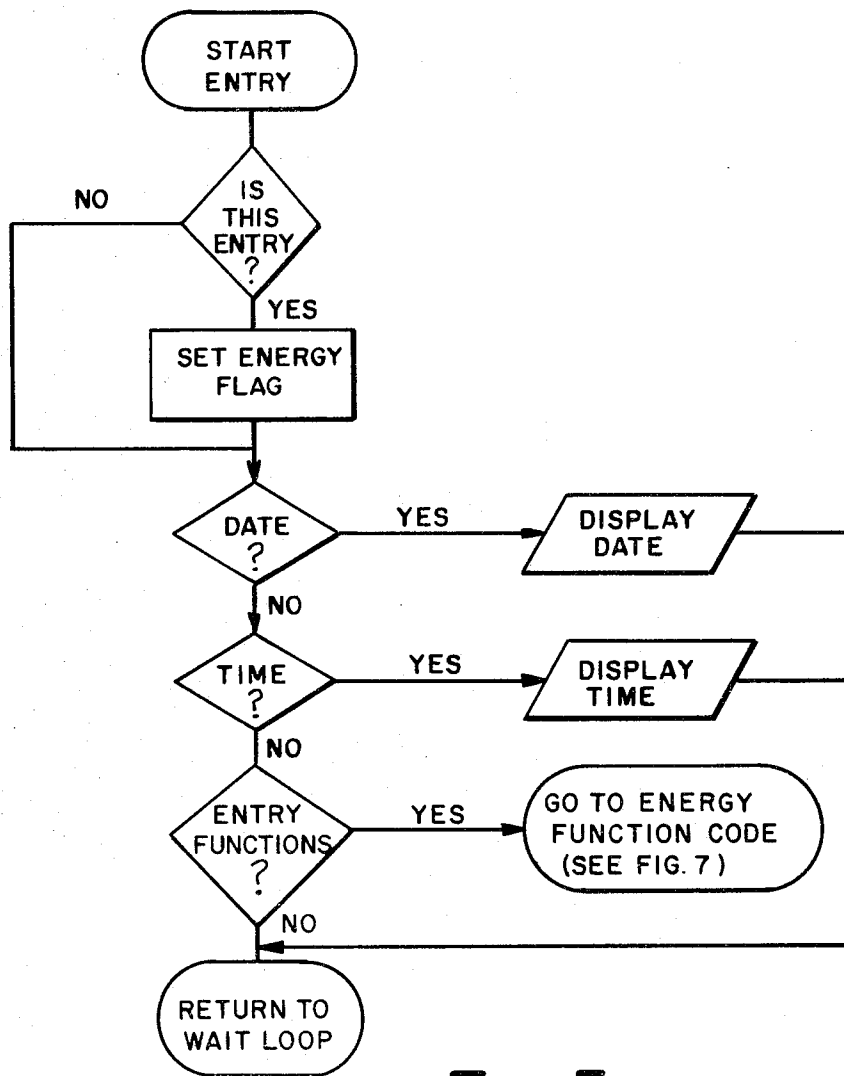 START
ENTRY
IS
THIS
ENTRY
?
NO
YES
SET ENERGY
FLAG
DATE
?
YES
DISPLAY
DATE
NO
TIME
?
YES
DISPLAY
TIME
NO
ENTRY
FUNCTIONS
?
YES
GO TO ENERGY
FUNCTION CODE
(SEE FIG. 7)
NO
RETURN TO
WAIT LOOP